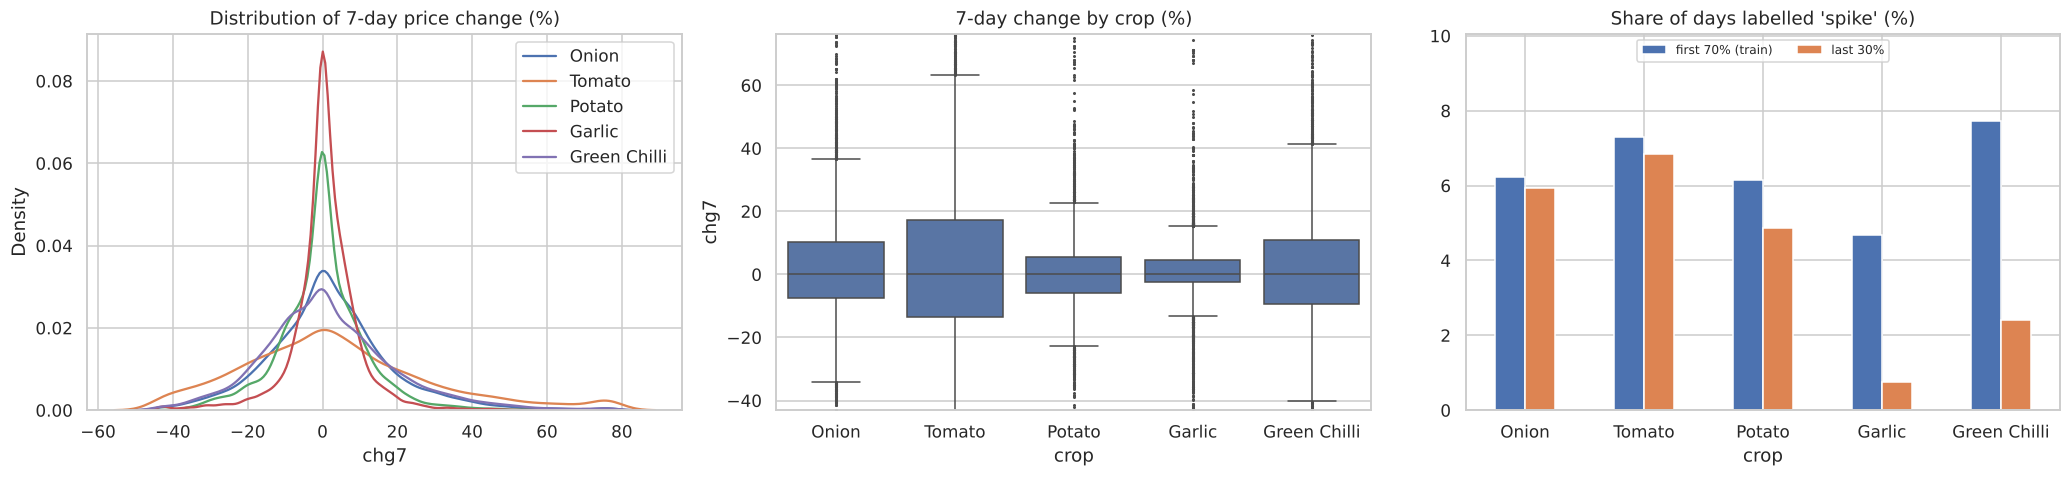 Distribution of 7-day price change (%)
Density
0.08
0.06
0.04
0.02
0.00
−60 −40 −20 0 20 40 60 80
chg7
Onion
Tomato
Potato
Garlic
Green Chilli
7-day change by crop (%)
chg7
60
40
20
0
−20
−40
Onion Tomato Potato Garlic Green Chilli
crop
Share of days labelled 'spike' (%)
first 70% (train) last 30%
10
8
6
4
2
0
Onion Tomato Potato Garlic Green Chilli
crop